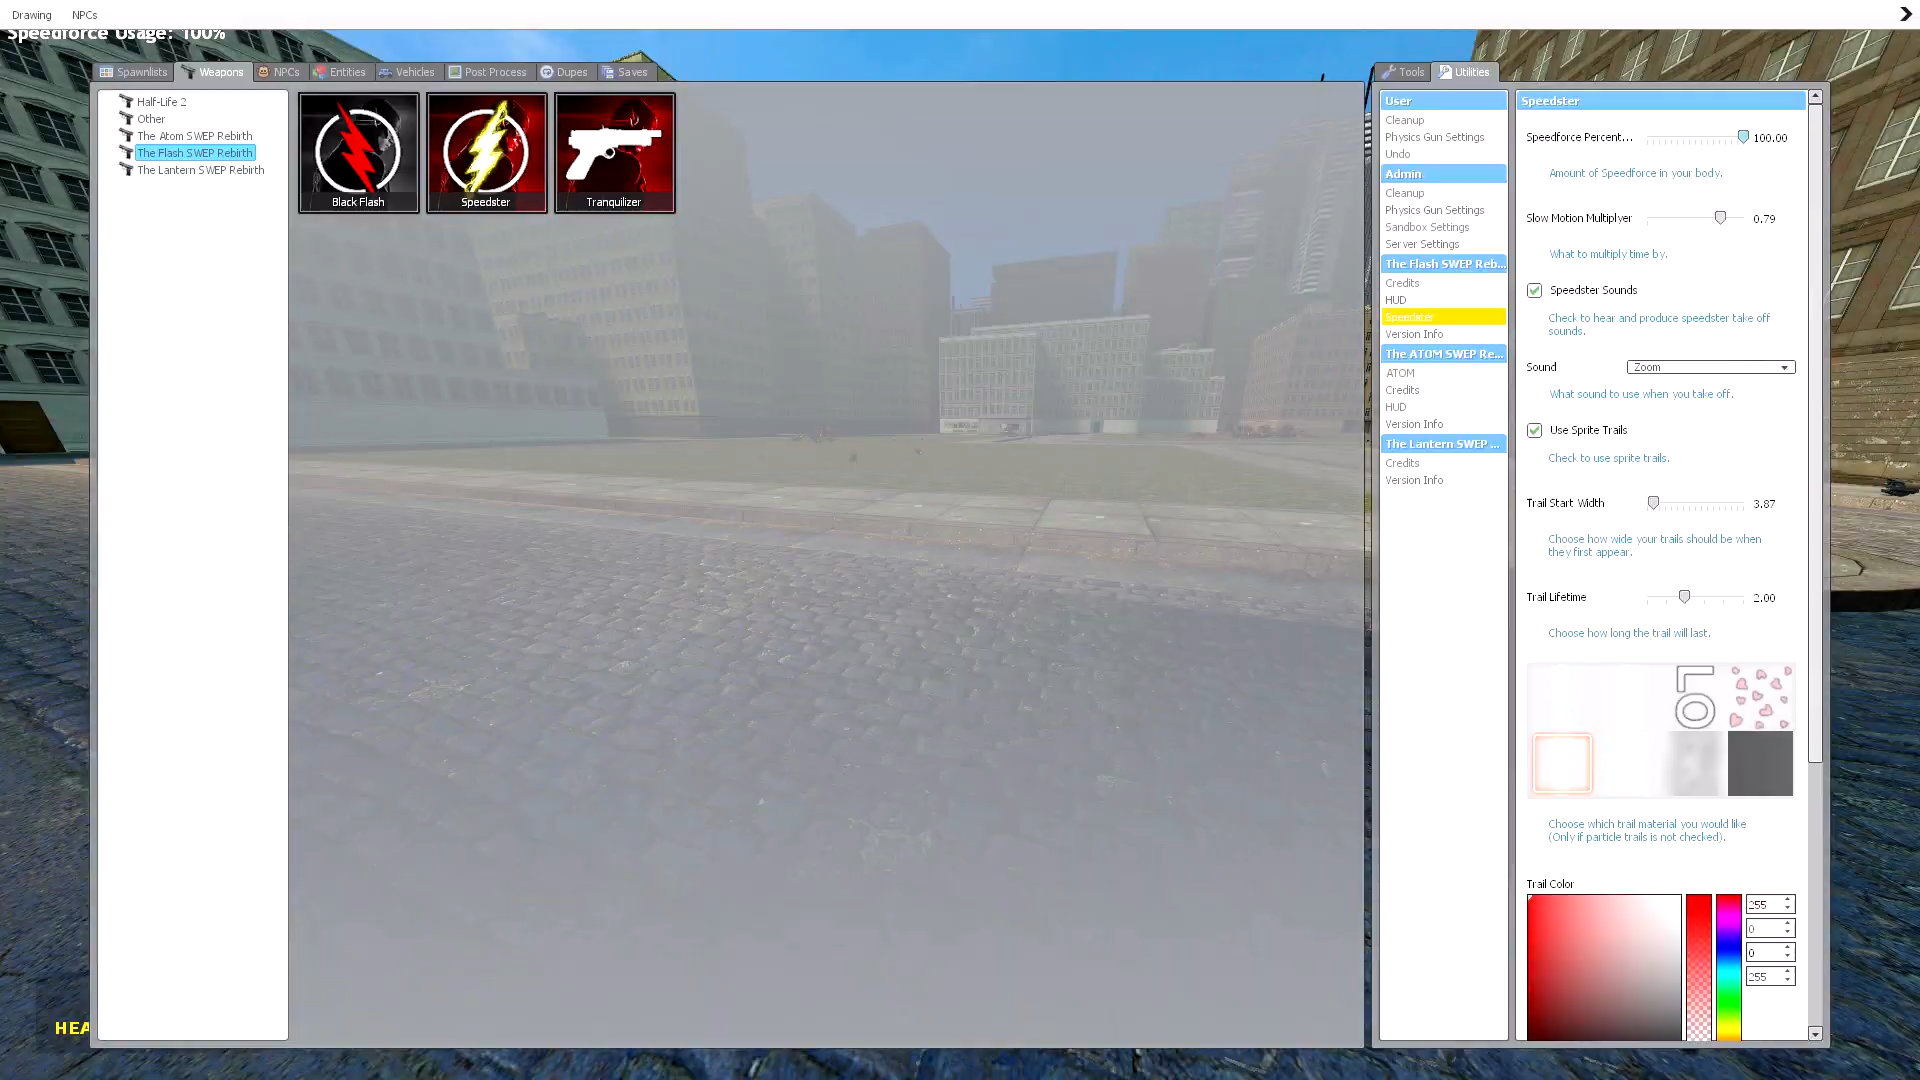 Drawing NPCs
Speedforce Usage: 100%
Spawnlists Weapons NPCs Entities Vehicles Post Process Dupes Saves
Tools Utilities
Half-Life 2
Other
The Atom SWEP Rebirth
The Flash SWEP Rebirth
The Lantern SWEP Rebirth
Black Flash
Speedster
Tranquilizer
User
Cleanup
Physics Gun Settings
Undo
Admin
Cleanup
Physics Gun Settings
Sandbox Settings
Server Settings
The Flash SWEP Reb...
Credits
HUD
Speedster
Version Info
The ATOM SWEP Re...
ATOM
Credits
HUD
Version Info
The Lantern SWEP ...
Credits
Version Info
Speedster
Speedforce Percent... 100.00
Amount of Speedforce in your body.
Slow Motion Multiplyer 0.79
What to multiply time by.
Speedster Sounds
Check to hear and produce speedster take off
sounds.
Sound Zoom
What sound to use when you take off.
Use Sprite Trails
Check to use sprite trails.
Trail Start Width 3.87
Choose how wide your trails should be when
they first appear.
Trail Lifetime 2.00
Choose how long the trail will last.
Choose which trail material you would like
(Only if particle trails is not checked).
Trail Color
255
0
0
255
HEA